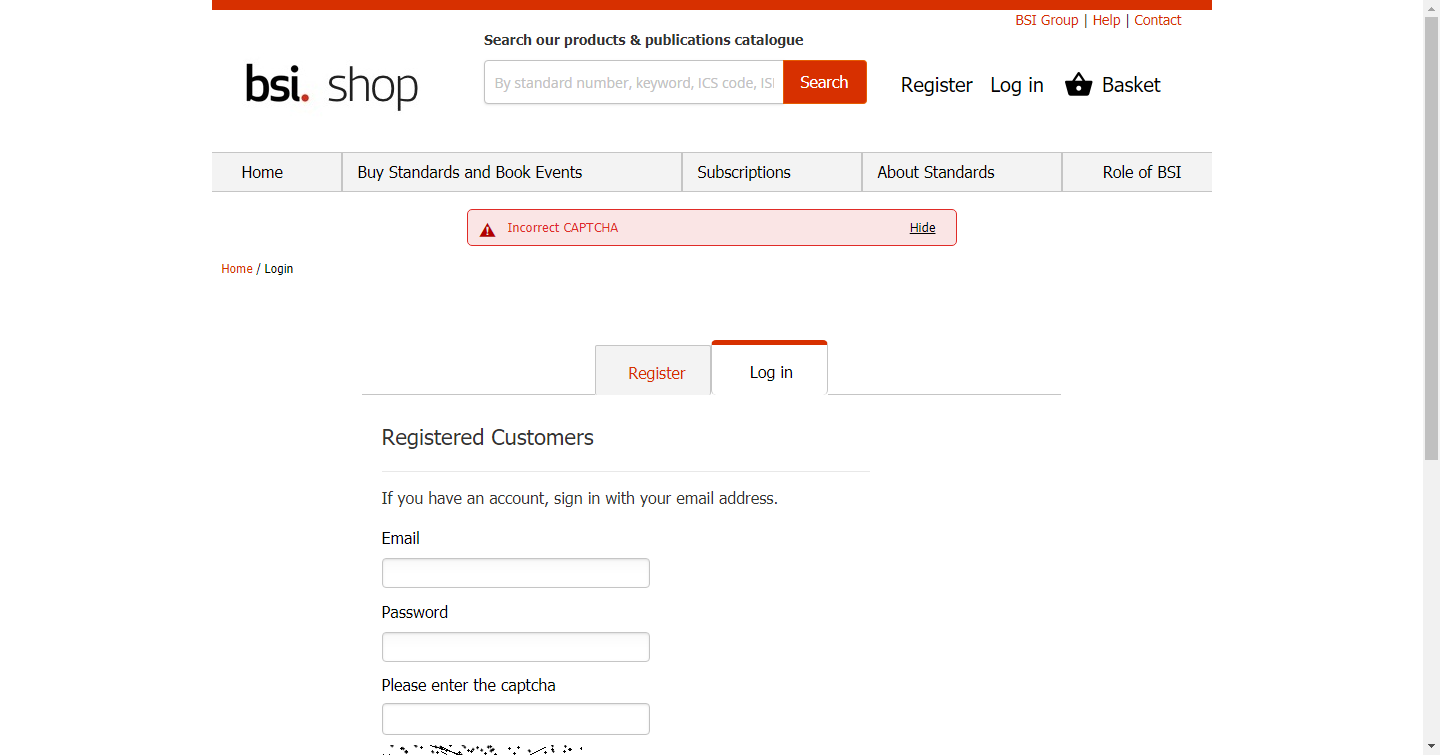 BSI Group | Help | Contact
Search our products & publications catalogue
bsi. shop
By standard number, keyword, ICS code, IS
Search
Register
Log in
Basket
Home
Buy Standards and Book Events
Subscriptions
About Standards
Role of BSI
Incorrect CAPTCHA
Hide
Home / Login
Register
Log in
Registered Customers
If you have an account, sign in with your email address.
Email
Password
Please enter the captcha